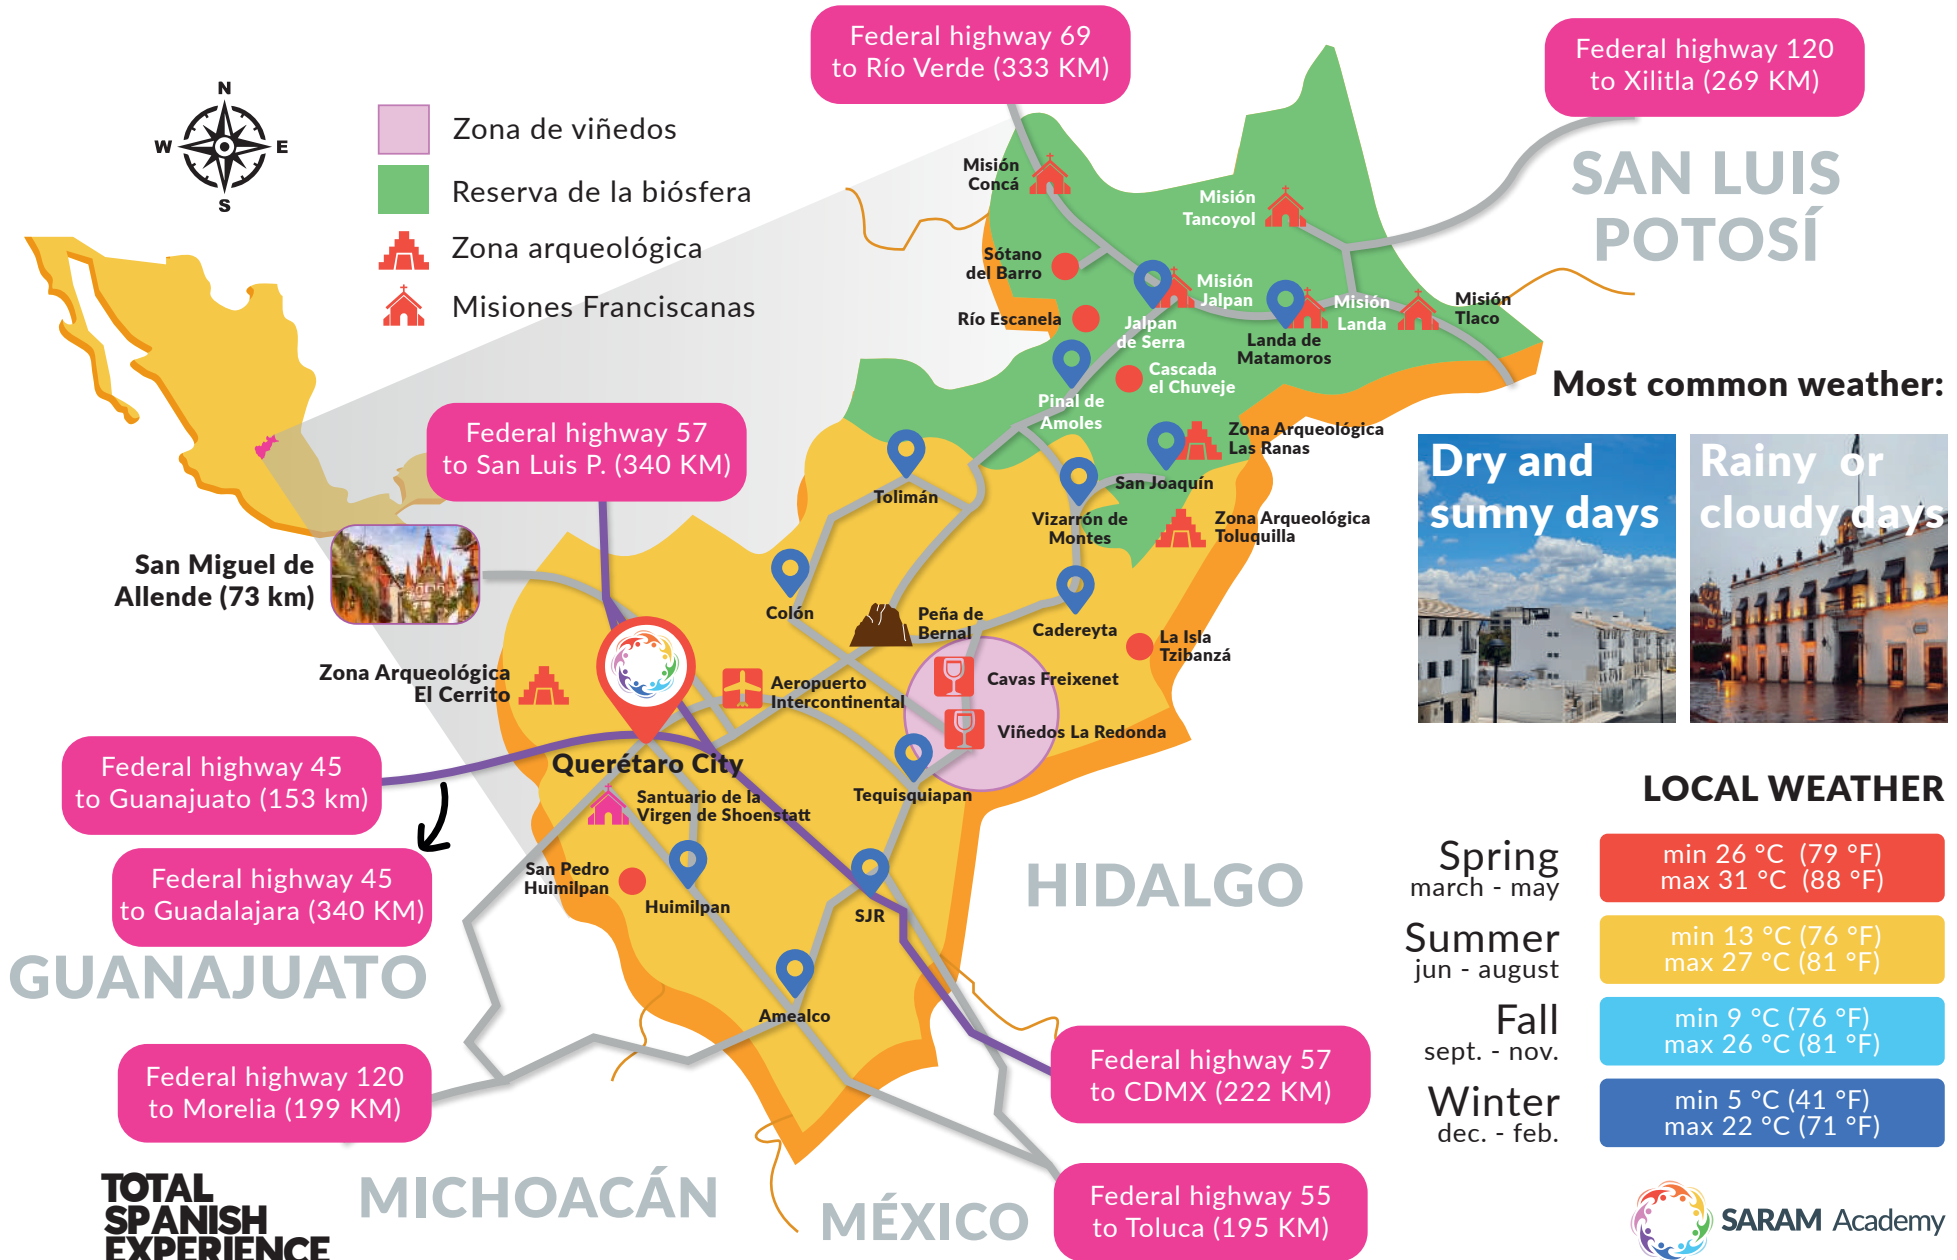 Federal highway 69
to Río Verde (333 KM)
Federal highway 120
to Xilitla (269 KM)
N
W
E
S
Zona de viñedos
Reserva de la biósfera
Zona arqueológica
Misiones Franciscanas
SAN LUIS
POTOSÍ
Misión
Concá
Misión
Tancoyol
Sótano
del Barro
Misión
Jalpan
Río Escanela
Jalpan
de Serra
Landa de
Matamoros
Misión
Landa
Misión
Tlaco
Cascada
el Chuveje
Pinal de
Amoles
Federal highway 57
to San Luis P. (340 KM)
Zona Arqueológica
Las Ranas
San Joaquín
Tolimán
Vizarrón de
Montes
Zona Arqueológica
Toluquilla
San Miguel de
Allende (73 km)
Colón
Peña de
Bernal
Cadereyta
La Isla
Tzibanzá
Zona Arqueológica
El Cerrito
Aeropuerto
Intercontinental
Cavas Freixenet
Viñedos La Redonda
Querétaro City
Tequisquiapan
Santuario de la
Virgen de Shoenstatt
Federal highway 45
to Guanajuato (153 km)
Federal highway 45
to Guadalajara (340 KM)
San Pedro
Huimilpan
Huimilpan
SJR
Amealco
GUANAJUATO
HIDALGO
Federal highway 120
to Morelia (199 KM)
Federal highway 57
to CDMX (222 KM)
Federal highway 55
to Toluca (195 KM)
MICHOACÁN
MÉXICO
TOTAL
SPANISH
EXPERIENCE
Most common weather:
Dry and
sunny days
Rainy or
cloudy days
LOCAL WEATHER
Spring
march - may
min 26 °C (79 °F)
max 31 °C (88 °F)
Summer
jun - august
min 13 °C (76 °F)
max 27 °C (81 °F)
Fall
sept. - nov.
min 9 °C (76 °F)
max 26 °C (81 °F)
Winter
dec. - feb.
min 5 °C (41 °F)
max 22 °C (71 °F)
SARAM Academy